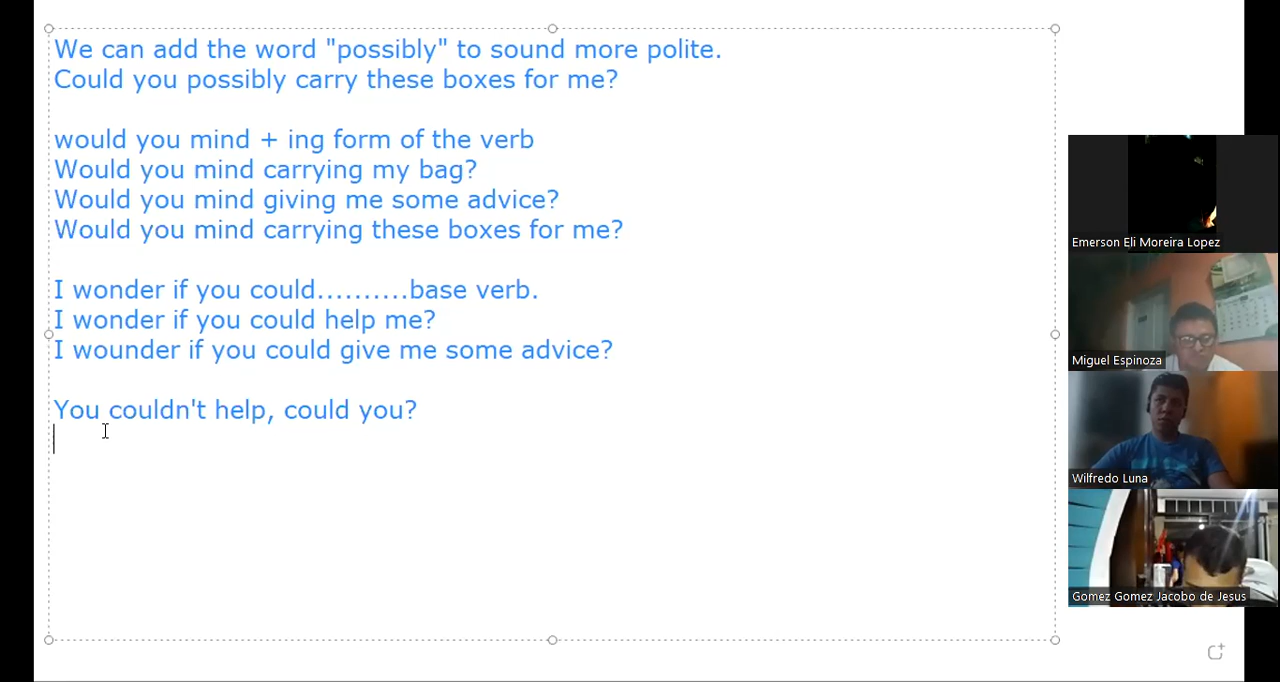 We can add the word "possibly" to sound more polite.
Could you possibly carry these boxes for me?
would you mind + ing form of the verb
Would you mind carrying my bag?
Would you mind giving me some advice?
Would you mind carrying these boxes for me?
I wonder if you could..........base verb.
I wonder if you could help me?
I wounder if you could give me some advice?
You couldn't help, could you?
Emerson Eli Moreira Lopez
Miguel Espinoza
Wilfredo Luna
Gomez Gomez Jacobo de Jesus